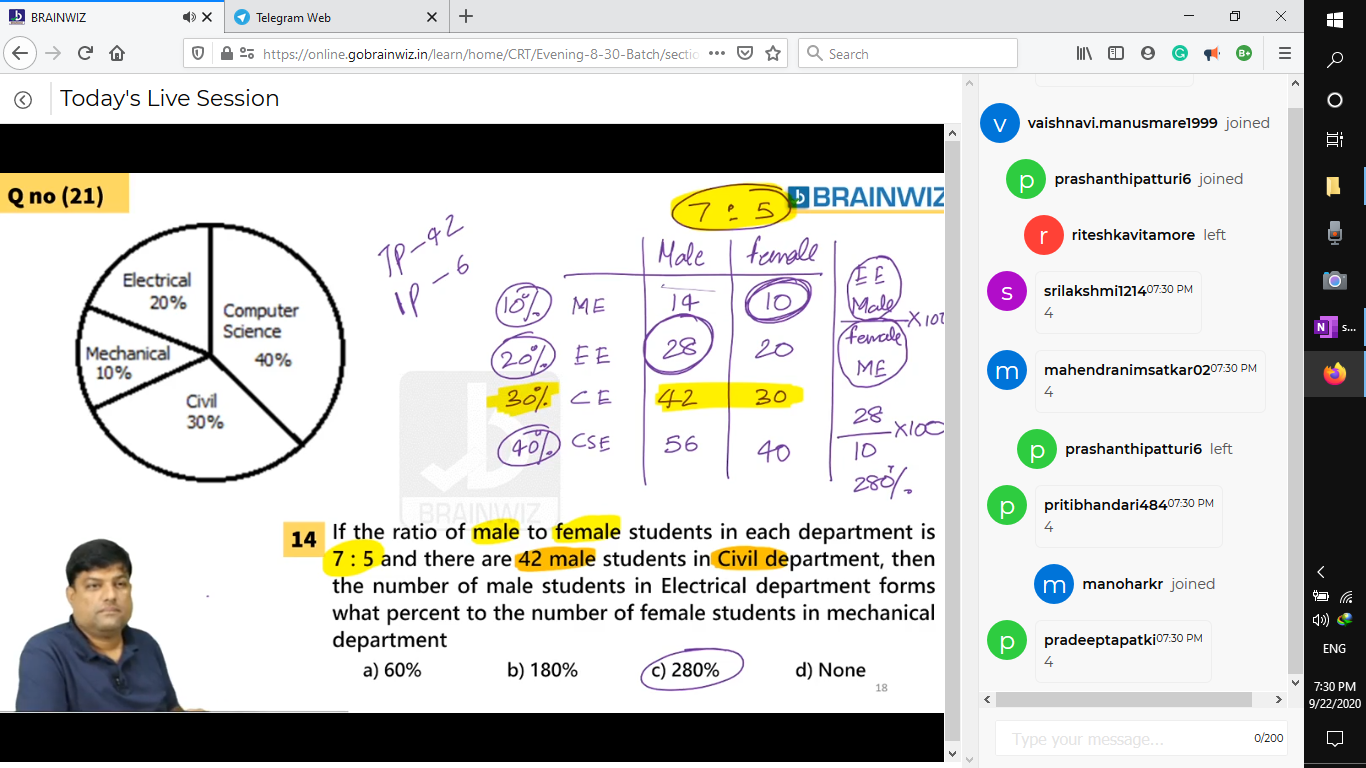 BRAINWIZ
Telegram Web
https://online.gobrainwiz.in/learn/home/CRT/Evening-8-30-Batch/sectio
Search
Today's Live Session
Q no (21)
BRAINWIZ
7 : 5
Electrical
20%
Computer
Science
40%
Mechanical
10%
Civil
30%
7P-42
1P-6
Male female
10% ME 14 10
20% EE 28 20
30% CE 42 30
40% CSE 56 40
EE
Male
female
ME
X100
28
10
X100
280%
BRAINWIZ
14
If the ratio of male to female students in each department is
7 : 5 and there are 42 male students in Civil department, then
the number of male students in Electrical department forms
what percent to the number of female students in mechanical
department
a) 60% b) 180% c) 280% d) None
18
v vaishnavi.manusmare1999 joined
p prashanthipatturi6 joined
r riteshkavitamore left
s srilakshmi1214 07:30 PM
4
m mahendranimsatkar02 07:30 PM
4
p prashanthipatturi6 left
p pritibhandari484 07:30 PM
4
m manoharkr joined
p pradeeptapatki 07:30 PM
4
Type your message...
0/200
N s...
ENG
7:30 PM
9/22/2020